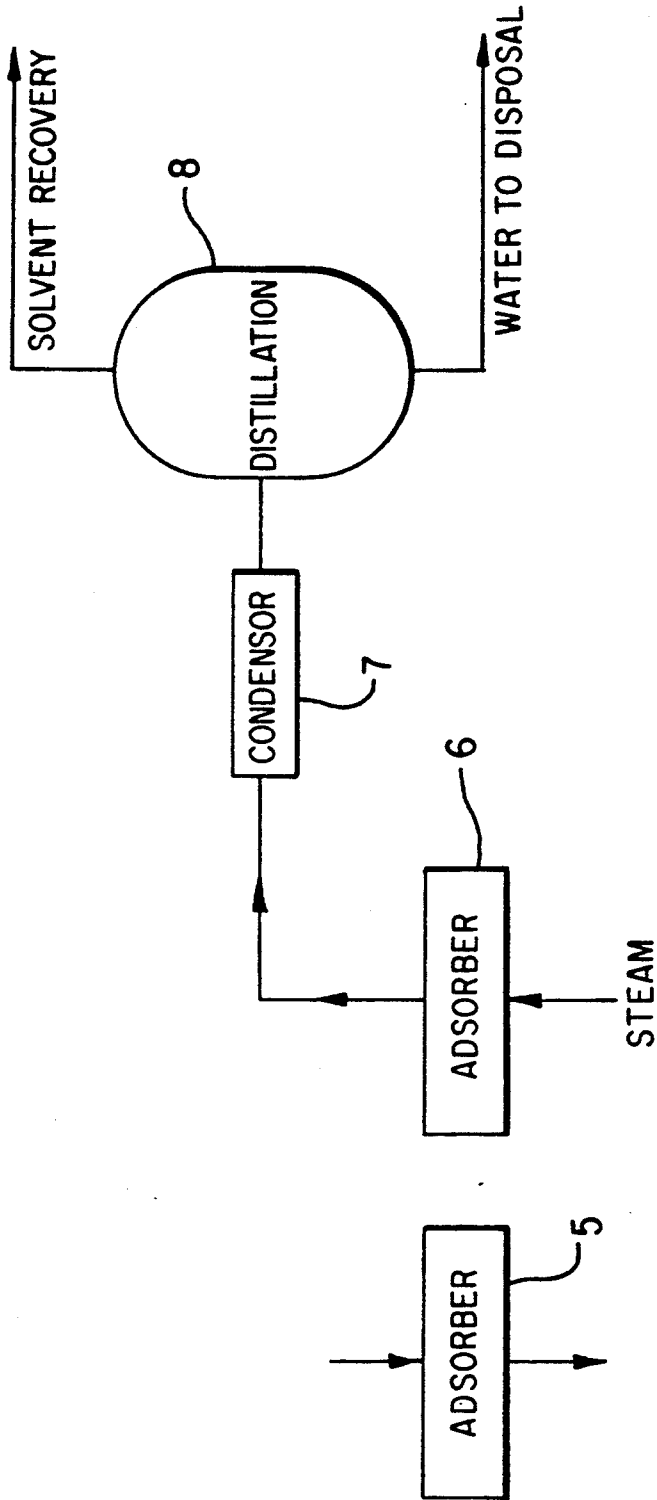 SOLVENT RECOVERY
8
DISTILLATION
WATER TO DISPOSAL
CONDENSOR
7
ADSORBER
6
STEAM
ADSORBER
5